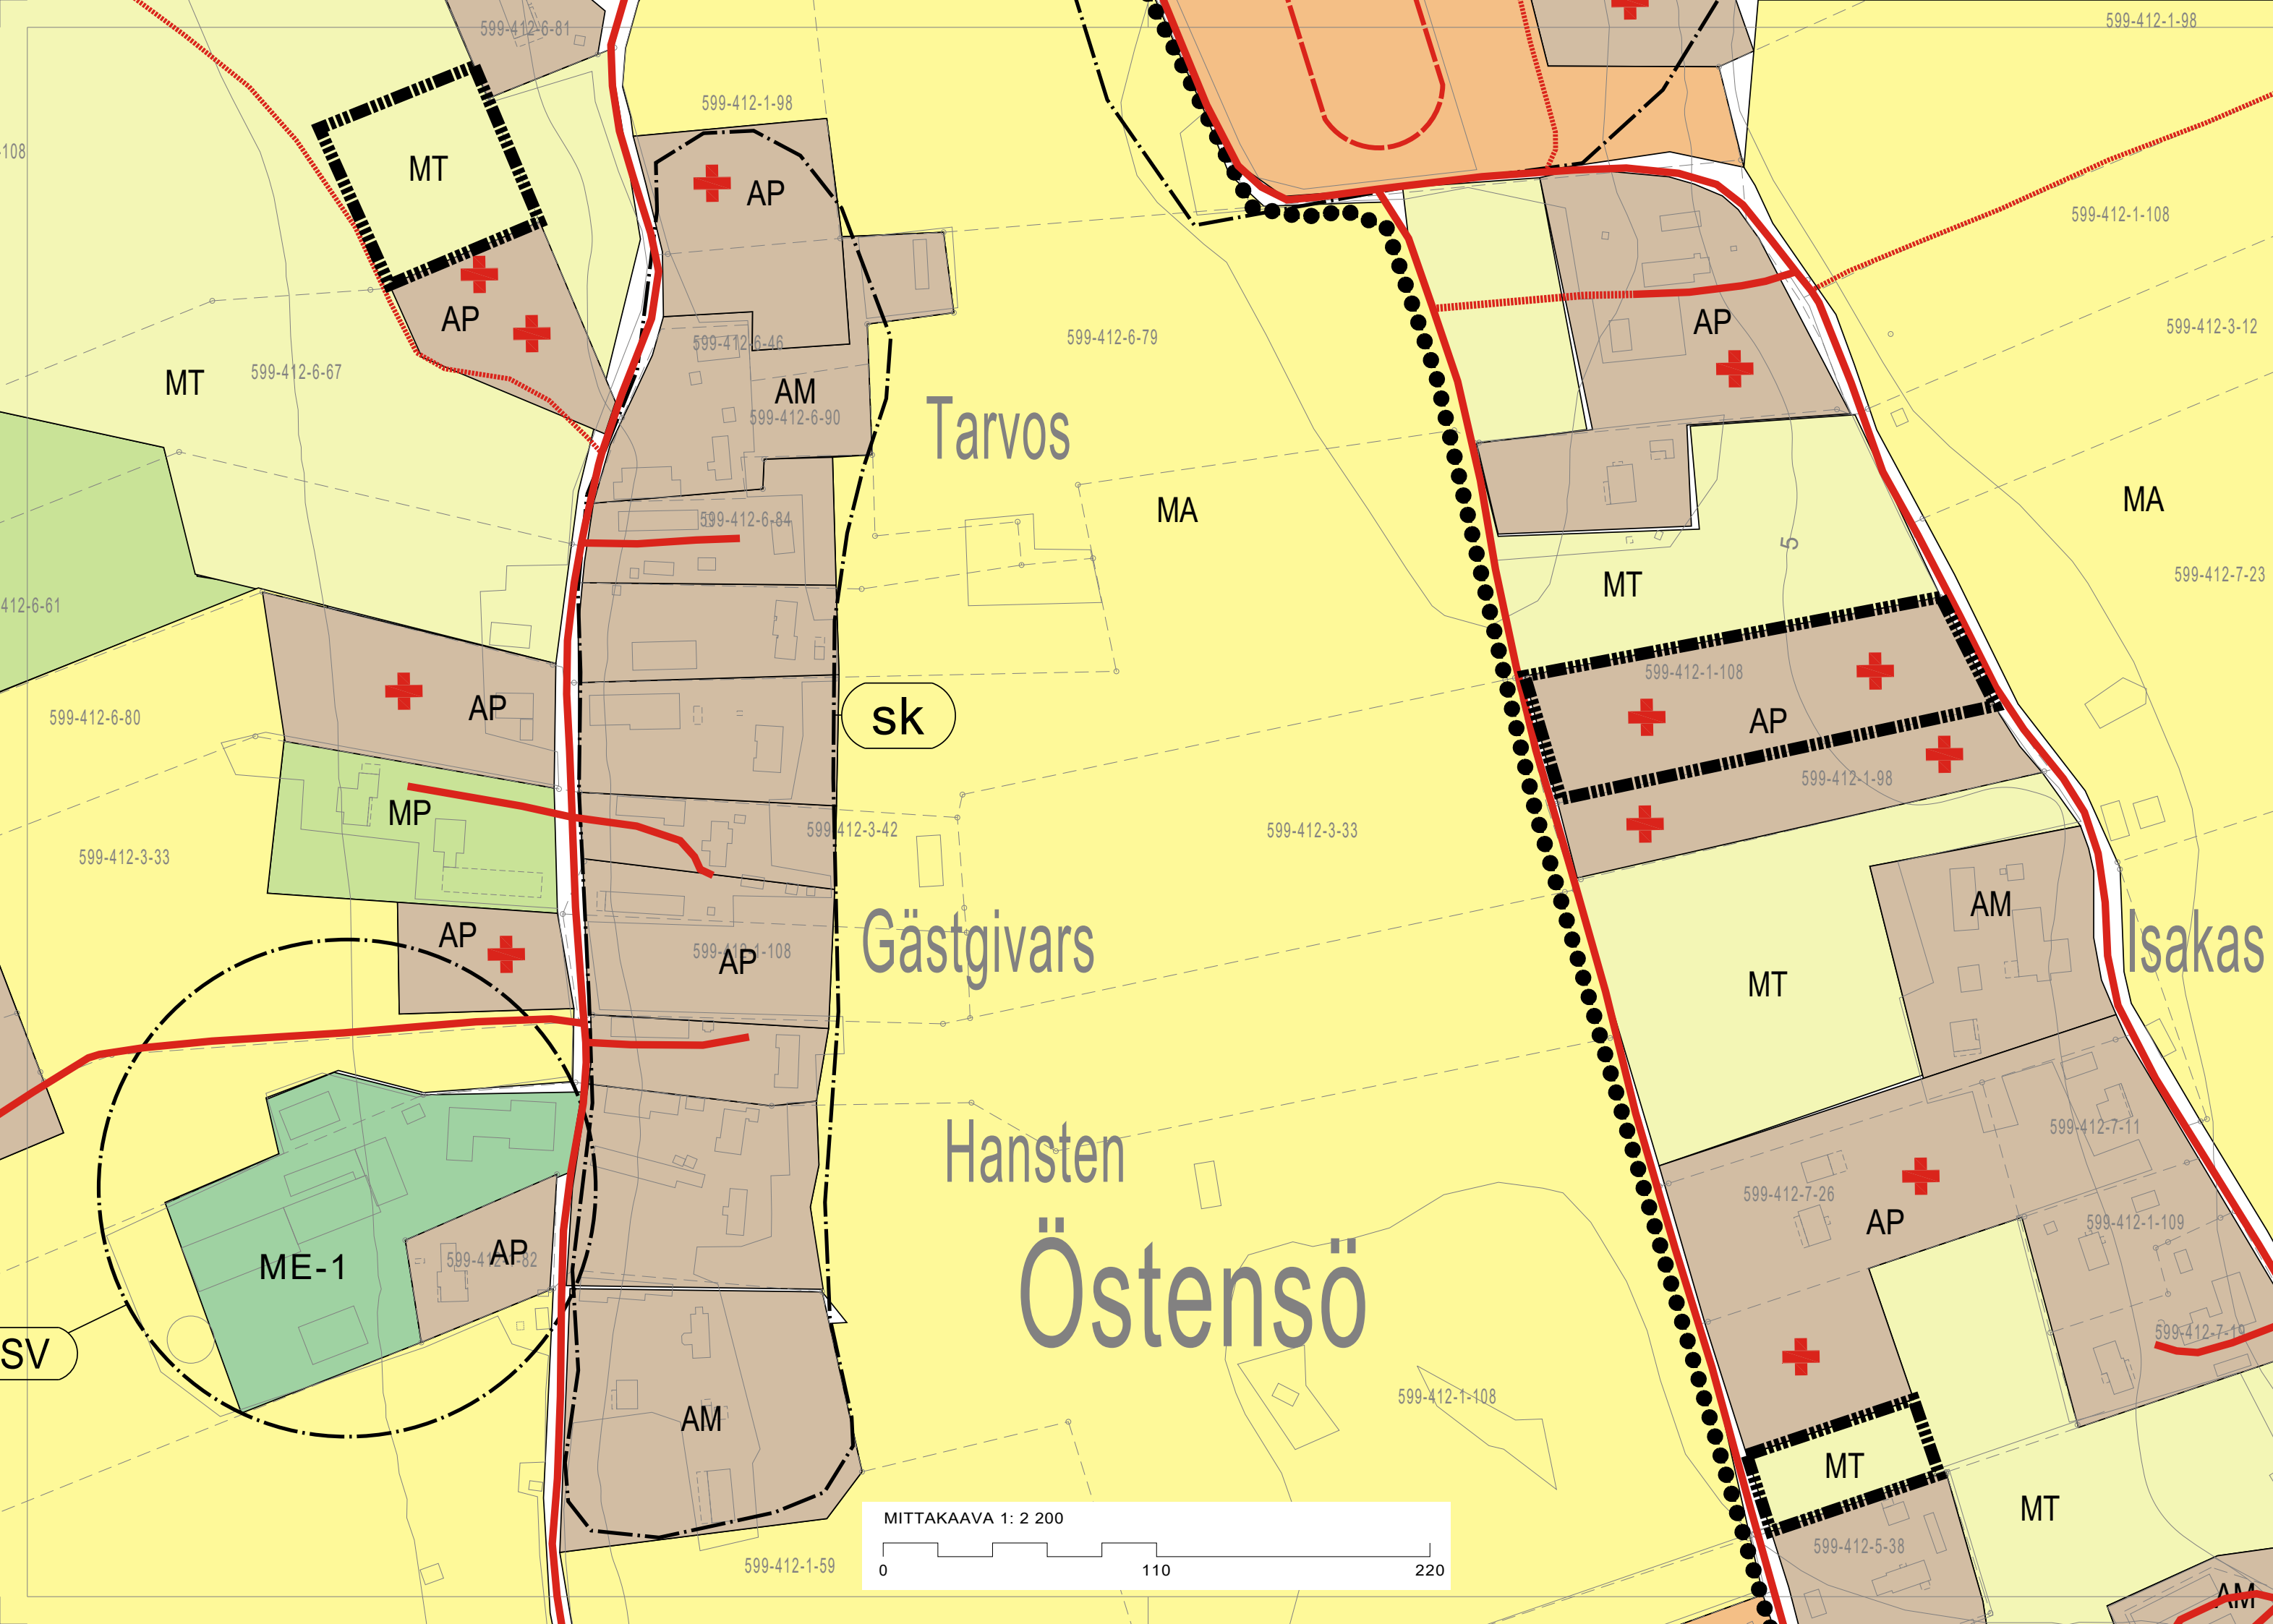 599-412-6-81
599-412-1-98
599-412-1-98
-108
MT
AP
599-412-1-108
AP
AP
599-412-3-12
599-412-6-46
599-412-6-79
MT
599-412-6-67
AM
599-412-6-90
Tarvos
MA
MA
599-412-6-84
5
MT
599-412-7-23
412-6-61
599-412-1-108
AP
599-412-6-80
sk
AP
599-412-1-98
MP
599-412-3-42
599-412-3-33
599-412-3-33
AM
AP
Gästgivars
Isakas
599-412-1-108
AP
MT
599-412-7-11
Hansten
599-412-7-26
AP
599-412-1-109
AP
ME-1
Östensö
599-412-7-19
SV
599-412-1-108
AM
MT
MT
MITTAKAAVA 1: 2 200
0
110
220
599-412-5-38
599-412-1-59
AM